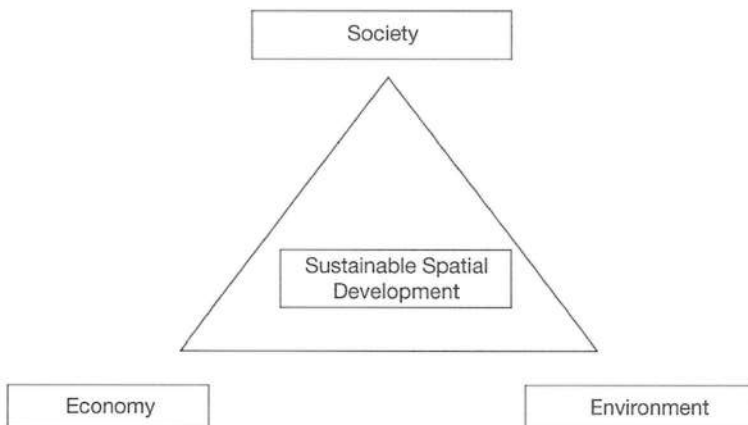 Society
Sustainable Spatial
Development
Economy
Environment